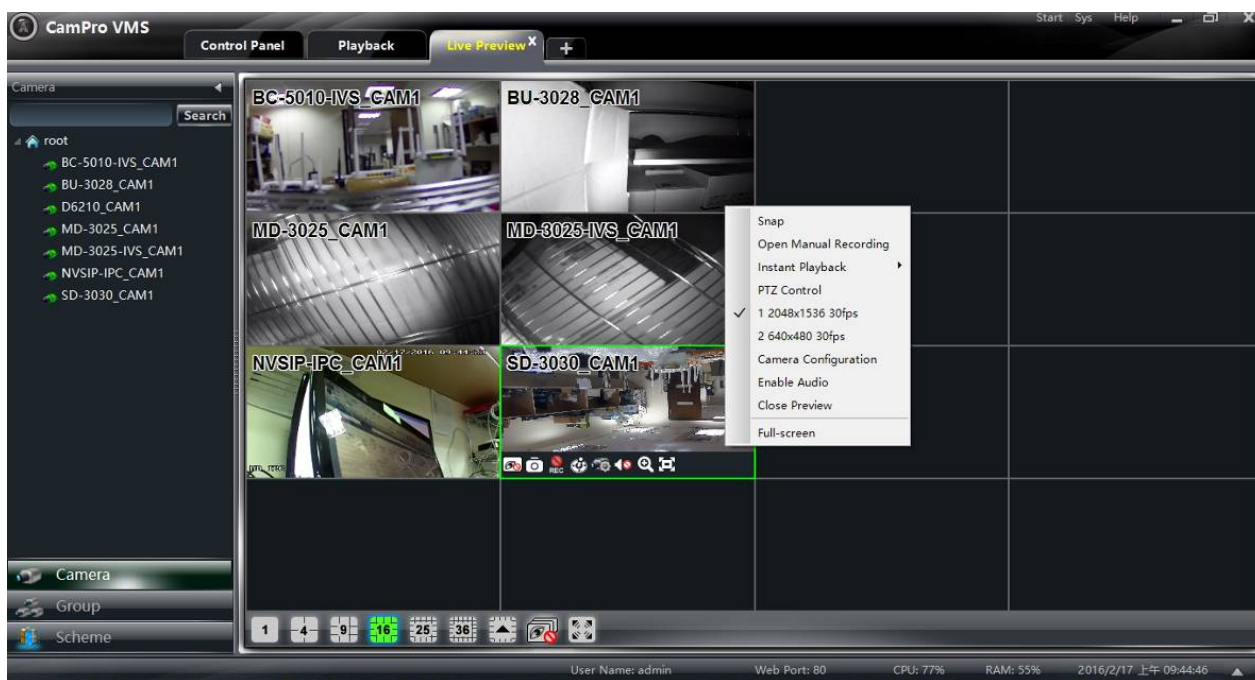 CamPro VMS
Start Sys Help
Control Panel
Playback
Live Preview X
+
Camera
Search
root
BC-5010-IVS_CAM1
BU-3028_CAM1
D6210_CAM1
MD-3025_CAM1
MD-3025-IVS_CAM1
NVSIP-IPC_CAM1
SD-3030_CAM1
Camera
Group
Scheme
BC-5010-IVS_CAM1
BU-3028_CAM1
MD-3025_CAM1
MD-3025-IVS_CAM1
NVSIP-IPC_CAM1
SD-3030_CAM1
REC
Snap
Open Manual Recording
Instant Playback
PTZ Control
1 2048x1536 30fps
2 640x480 30fps
Camera Configuration
Enable Audio
Close Preview
Full-screen
1 4 9 16 25 36
User Name: admin
Web Port: 80
CPU: 77%
RAM: 55%
2016/2/17 上午 09:44:46